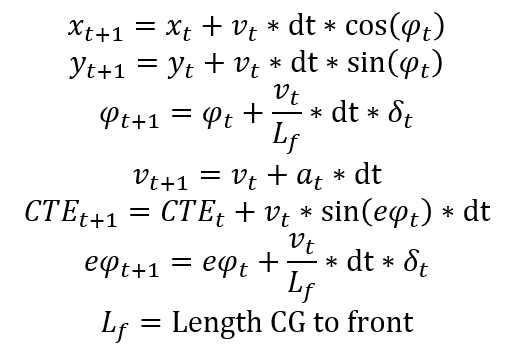 x_{t+1} = x_t + v_t * dt * cos(φ_t)
y_{t+1} = y_t + v_t * dt * sin(φ_t)
φ_{t+1} = φ_t + \frac{v_t}{L_f} * dt * δ_t
v_{t+1} = v_t + a_t * dt
CTE_{t+1} = CTE_t + v_t * sin(eφ_t) * dt
eφ_{t+1} = eφ_t + \frac{v_t}{L_f} * dt * δ_t
L_f = Length CG to front